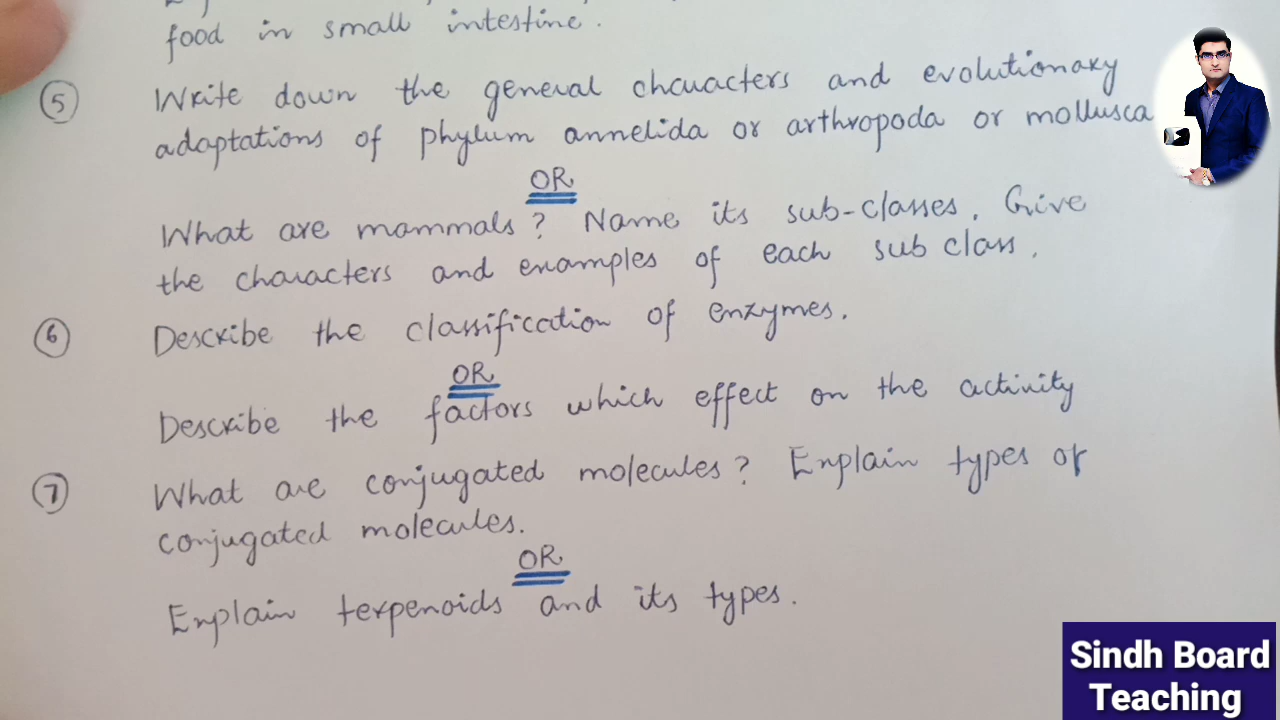 food in small intestine.
⑤ Write down the general characters and evolutionary
adaptations of phylum annelida or arthropoda or mollusca
OR
What are mammals? Name its sub-classes. Give
the characters and examples of each sub class.
⑥ Describe the classification of enzymes.
OR
Describe the factors which effect on the activity
⑦ What are conjugated molecules? Explain types of
conjugated molecules.
OR
Explain terpenoids and its types.
Sindh Board
Teaching